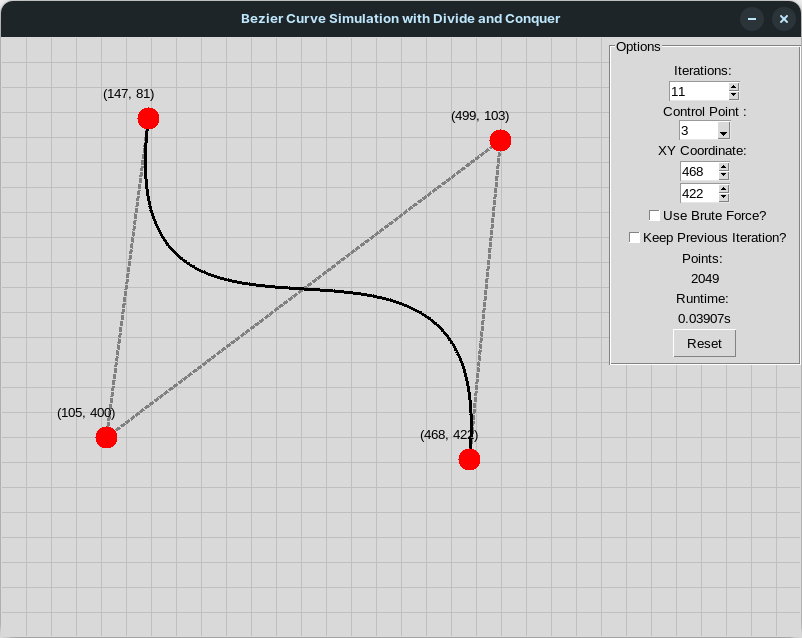 Bezier Curve Simulation with Divide and Conquer
Options
Iterations:
11
Control Point :
3
XY Coordinate:
468
422
Use Brute Force?
Keep Previous Iteration?
Points:
2049
Runtime:
0.03907s
Reset
(147, 81)
(499, 103)
(105, 400)
(468, 422)